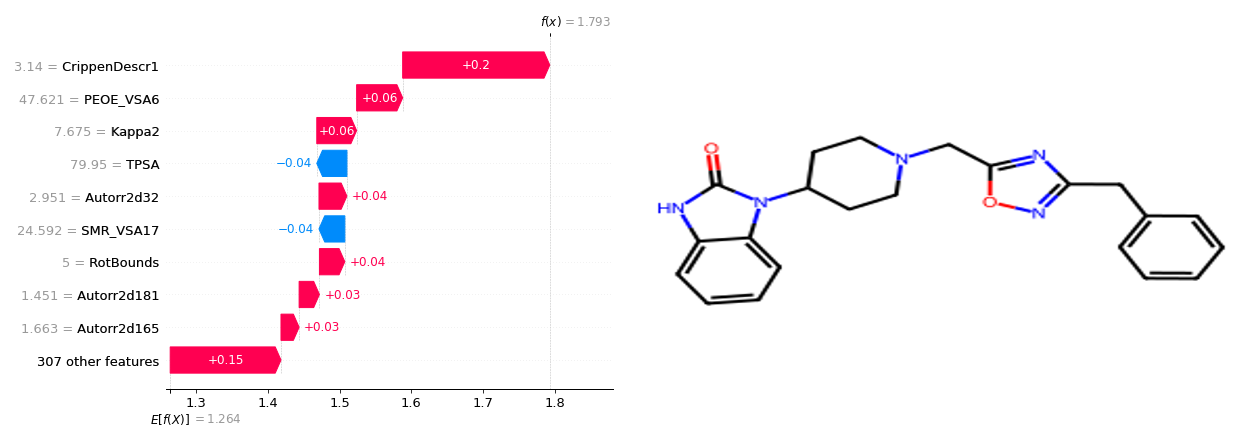 f(x) = 1.793
3.14 = CrippenDescr1
+0.2
47.621 = PEOE_VSA6
+0.06
7.675 = Kappa2
+0.06
79.95 = TPSA
−0.04
2.951 = Autorr2d32
+0.04
24.592 = SMR_VSA17
−0.04
5 = RotBounds
+0.04
1.451 = Autorr2d181
+0.03
1.663 = Autorr2d165
+0.03
307 other features
+0.15
1.3 1.4 1.5 1.6 1.7 1.8
E[f(X)] = 1.264
O
HN
N
N
N
O
N